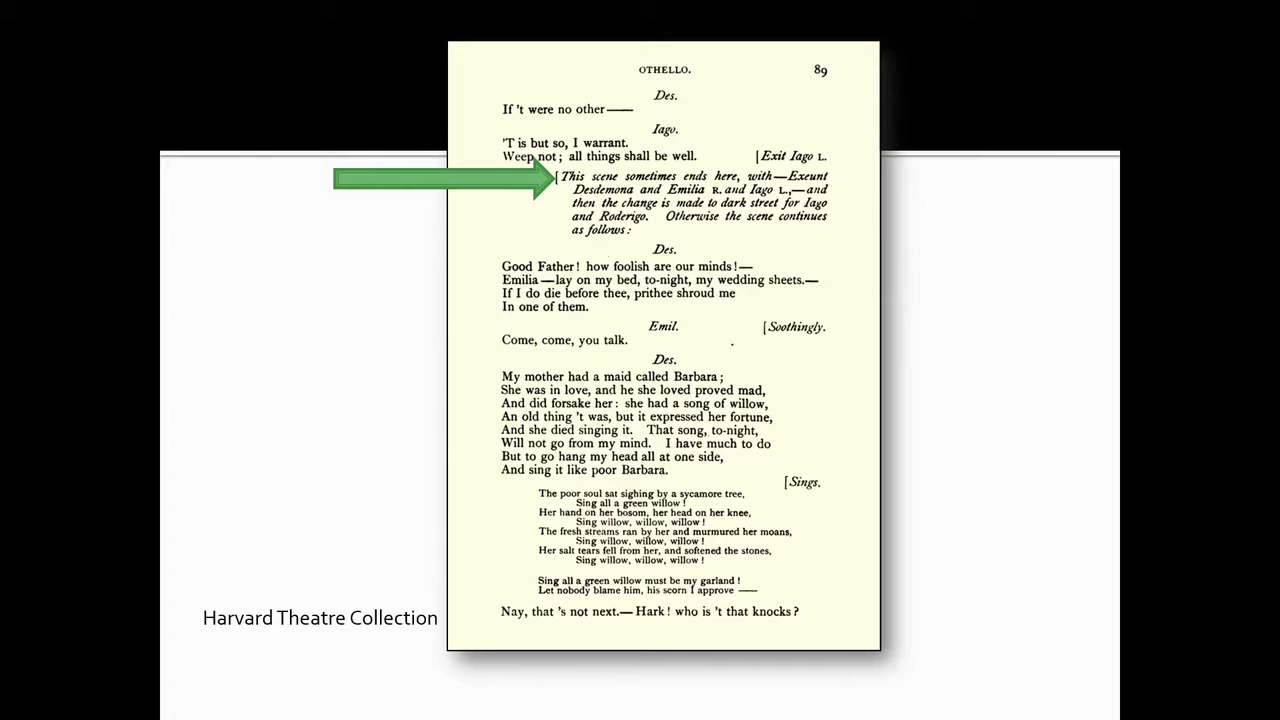 OTHELLO. 89
Des.
If 't were no other ——
Iago.
'T is but so, I warrant.
Weep not; all things shall be well. [Exit Iago L.
[This scene sometimes ends here, with—Exeunt
Desdemona and Emilia R. and Iago L.,—and
then the change is made to dark street for Iago
and Roderigo. Otherwise the scene continues
as follows:
Des.
Good Father! how foolish are our minds!—
Emilia—lay on my bed, to-night, my wedding sheets.—
If I do die before thee, prithee shroud me
In one of them.
Emil. [Soothingly.
Come, come, you talk.
Des.
My mother had a maid called Barbara;
She was in love, and he she loved proved mad,
And did forsake her: she had a song of willow,
An old thing 't was, but it expressed her fortune,
And she died singing it. That song, to-night,
Will not go from my mind. I have much to do
But to go hang my head all at one side,
And sing it like poor Barbara.
[Sings.
The poor soul sat sighing by a sycamore tree,
Sing all a green willow!
Her hand on her bosom, her head on her knee,
Sing willow, willow, willow!
The fresh streams ran by her and murmured her moans,
Sing willow, willow, willow!
Her salt tears fell from her, and softened the stones,
Sing willow, willow, willow!
Sing all a green willow must be my garland!
Let nobody blame him, his scorn I approve ——
Nay, that 's not next.— Hark! who is 't that knocks?
Harvard Theatre Collection